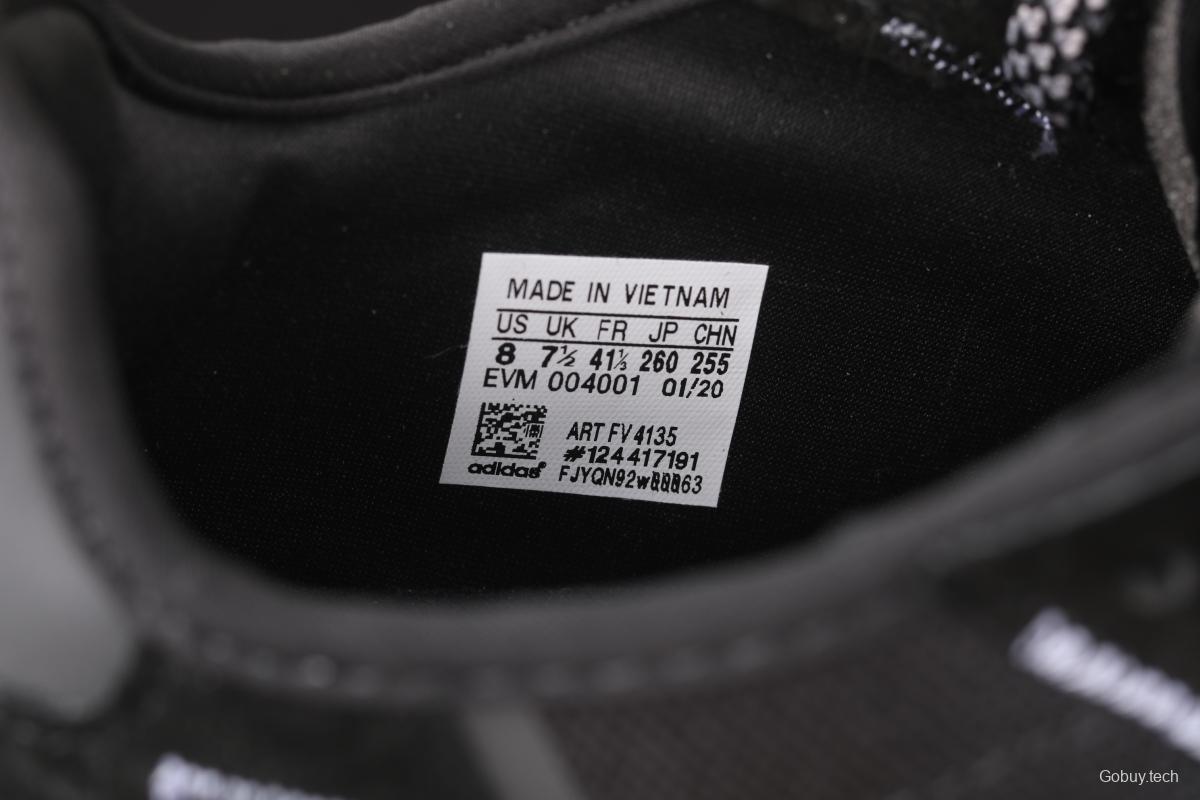 MADE IN VIETNAM
US UK FR JP CHN
8 7½ 41⅓ 260 255
EVM 004001 01/20
ART FV4135
#124417191
adidas
Gobuy.tech